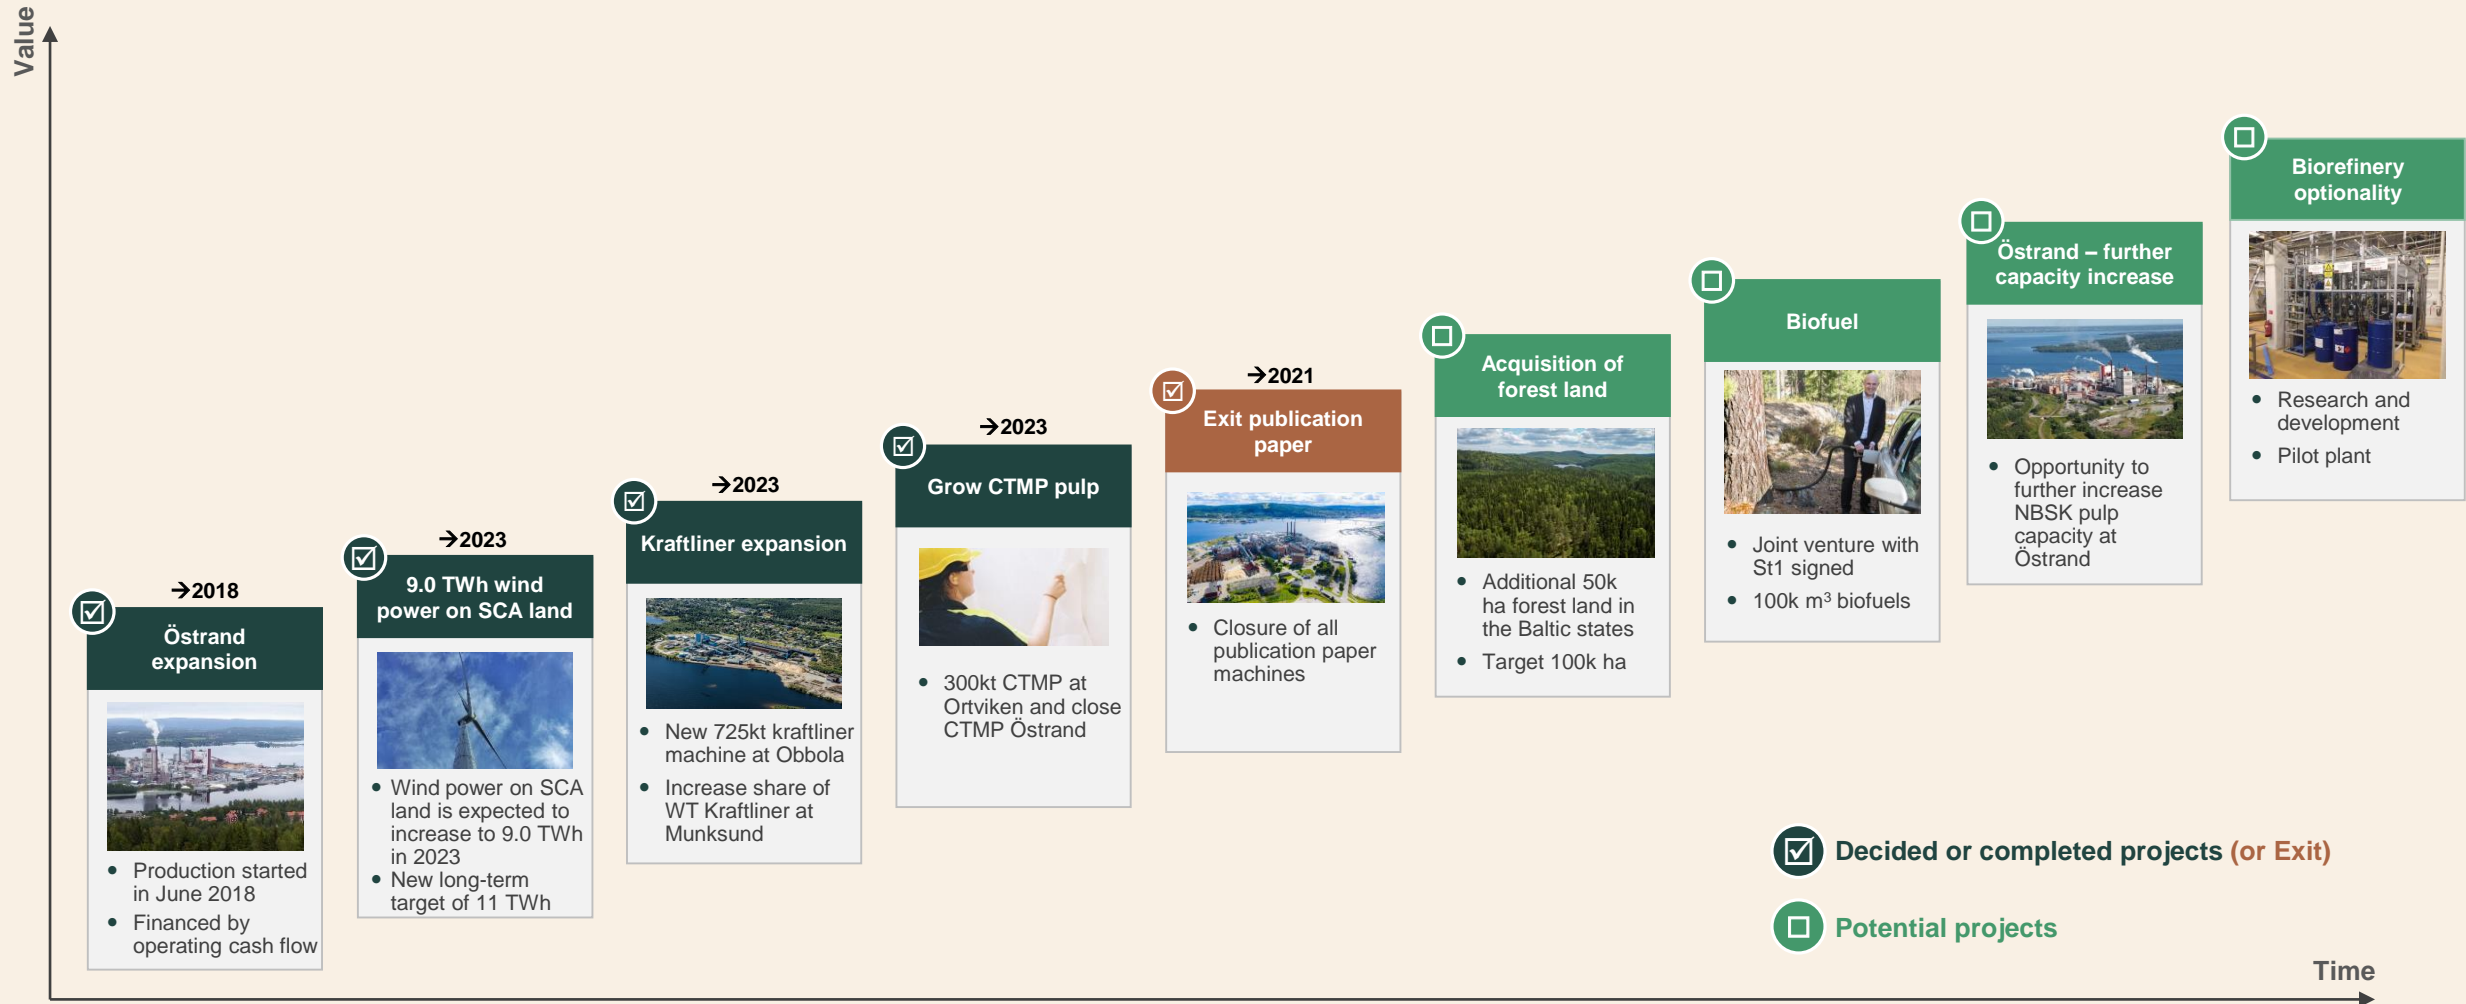 Value
→2018
Östrand
expansion
• Production started
in June 2018
• Financed by
operating cash flow
→2023
9.0 TWh wind
power on SCA land
• Wind power on SCA
land is expected to
increase to 9.0 TWh
in 2023
• New long-term
target of 11 TWh
→2023
Kraftliner expansion
• New 725kt kraftliner
machine at Obbola
• Increase share of
WT Kraftliner at
Munksund
→2023
Grow CTMP pulp
• 300kt CTMP at
Ortviken and close
CTMP Östrand
→2021
Exit publication
paper
• Closure of all
publication paper
machines
Acquisition of
forest land
• Additional 50k
ha forest land in
the Baltic states
• Target 100k ha
Biofuel
• Joint venture with
St1 signed
• 100k m³ biofuels
Östrand – further
capacity increase
• Opportunity to
further increase
NBSK pulp
capacity at
Östrand
Biorefinery
optionality
• Research and
development
• Pilot plant
Decided or completed projects (or Exit)
Potential projects
Time